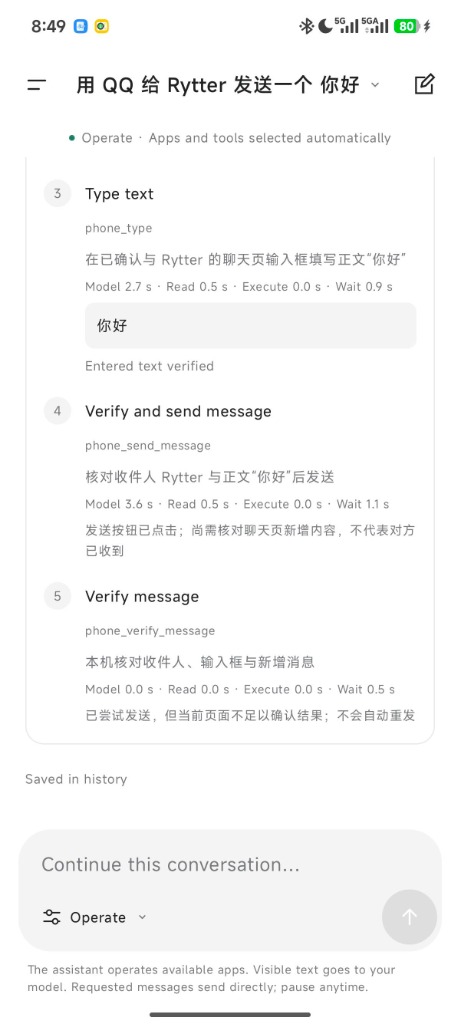 8:49
5G 5GA 80
用 QQ 给 Rytter 发送一个 你好
Operate · Apps and tools selected automatically
3 Type text
phone_type
在已确认与 Rytter 的聊天页输入框填写正文“你好”
Model 2.7 s · Read 0.5 s · Execute 0.0 s · Wait 0.9 s
你好
Entered text verified
4 Verify and send message
phone_send_message
核对收件人 Rytter 与正文“你好”后发送
Model 3.6 s · Read 0.5 s · Execute 0.0 s · Wait 1.1 s
发送按钮已点击；尚需核对聊天页新增内容，不代表对方
已收到
5 Verify message
phone_verify_message
本机核对收件人、输入框与新增消息
Model 0.0 s · Read 0.0 s · Execute 0.0 s · Wait 0.5 s
已尝试发送，但当前页面不足以确认结果；不会自动重发
Saved in history
Continue this conversation...
Operate
The assistant operates available apps. Visible text goes to your
model. Requested messages send directly; pause anytime.